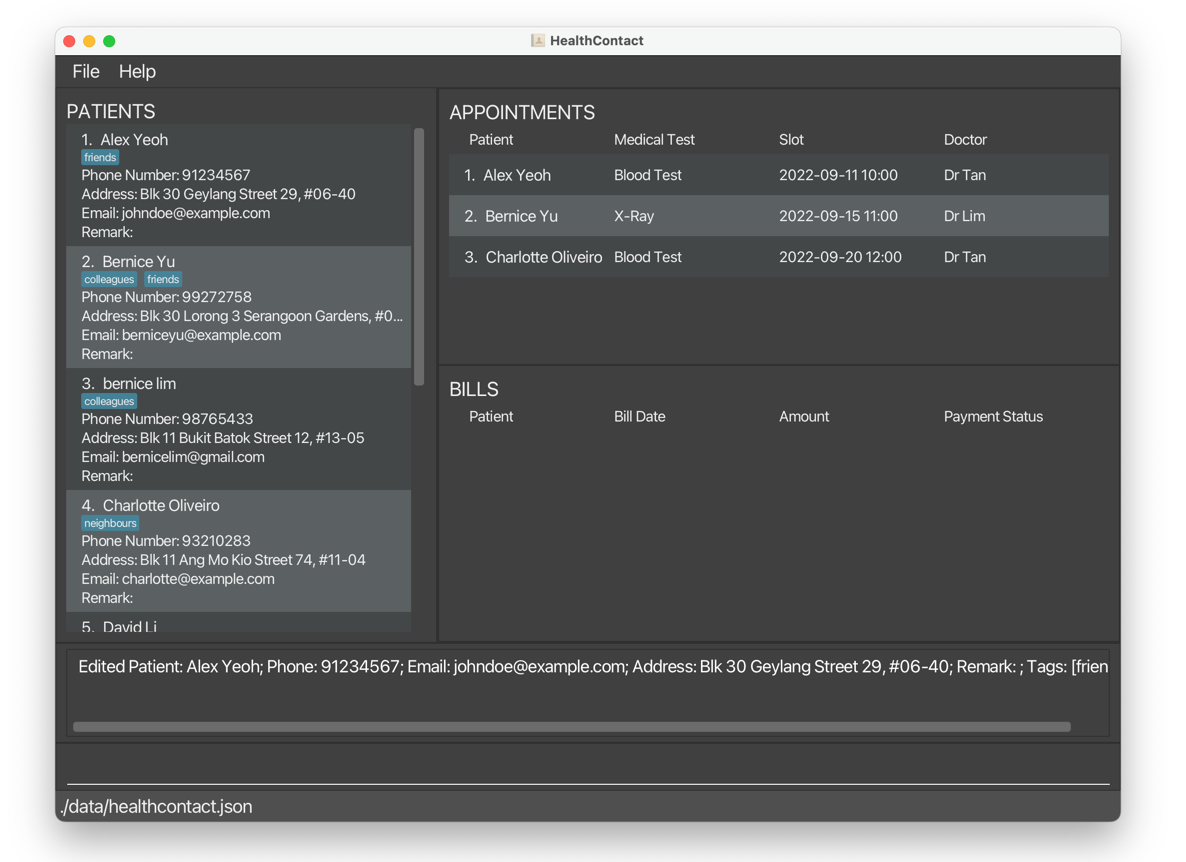 HealthContact
File Help
PATIENTS
1. Alex Yeoh
friends
Phone Number: 91234567
Address: Blk 30 Geylang Street 29, #06-40
Email: johndoe@example.com
Remark:
2. Bernice Yu
colleagues friends
Phone Number: 99272758
Address: Blk 30 Lorong 3 Serangoon Gardens, #0...
Email: berniceyu@example.com
Remark:
3. bernice lim
colleagues
Phone Number: 98765433
Address: Blk 11 Bukit Batok Street 12, #13-05
Email: bernicelim@gmail.com
Remark:
4. Charlotte Oliveiro
neighbours
Phone Number: 93210283
Address: Blk 11 Ang Mo Kio Street 74, #11-04
Email: charlotte@example.com
Remark:
5. David Li
APPOINTMENTS
Patient Medical Test Slot Doctor
1. Alex Yeoh Blood Test 2022-09-11 10:00 Dr Tan
2. Bernice Yu X-Ray 2022-09-15 11:00 Dr Lim
3. Charlotte Oliveiro Blood Test 2022-09-20 12:00 Dr Tan
BILLS
Patient Bill Date Amount Payment Status
Edited Patient: Alex Yeoh; Phone: 91234567; Email: johndoe@example.com; Address: Blk 30 Geylang Street 29, #06-40; Remark: ; Tags: [frien
./data/healthcontact.json